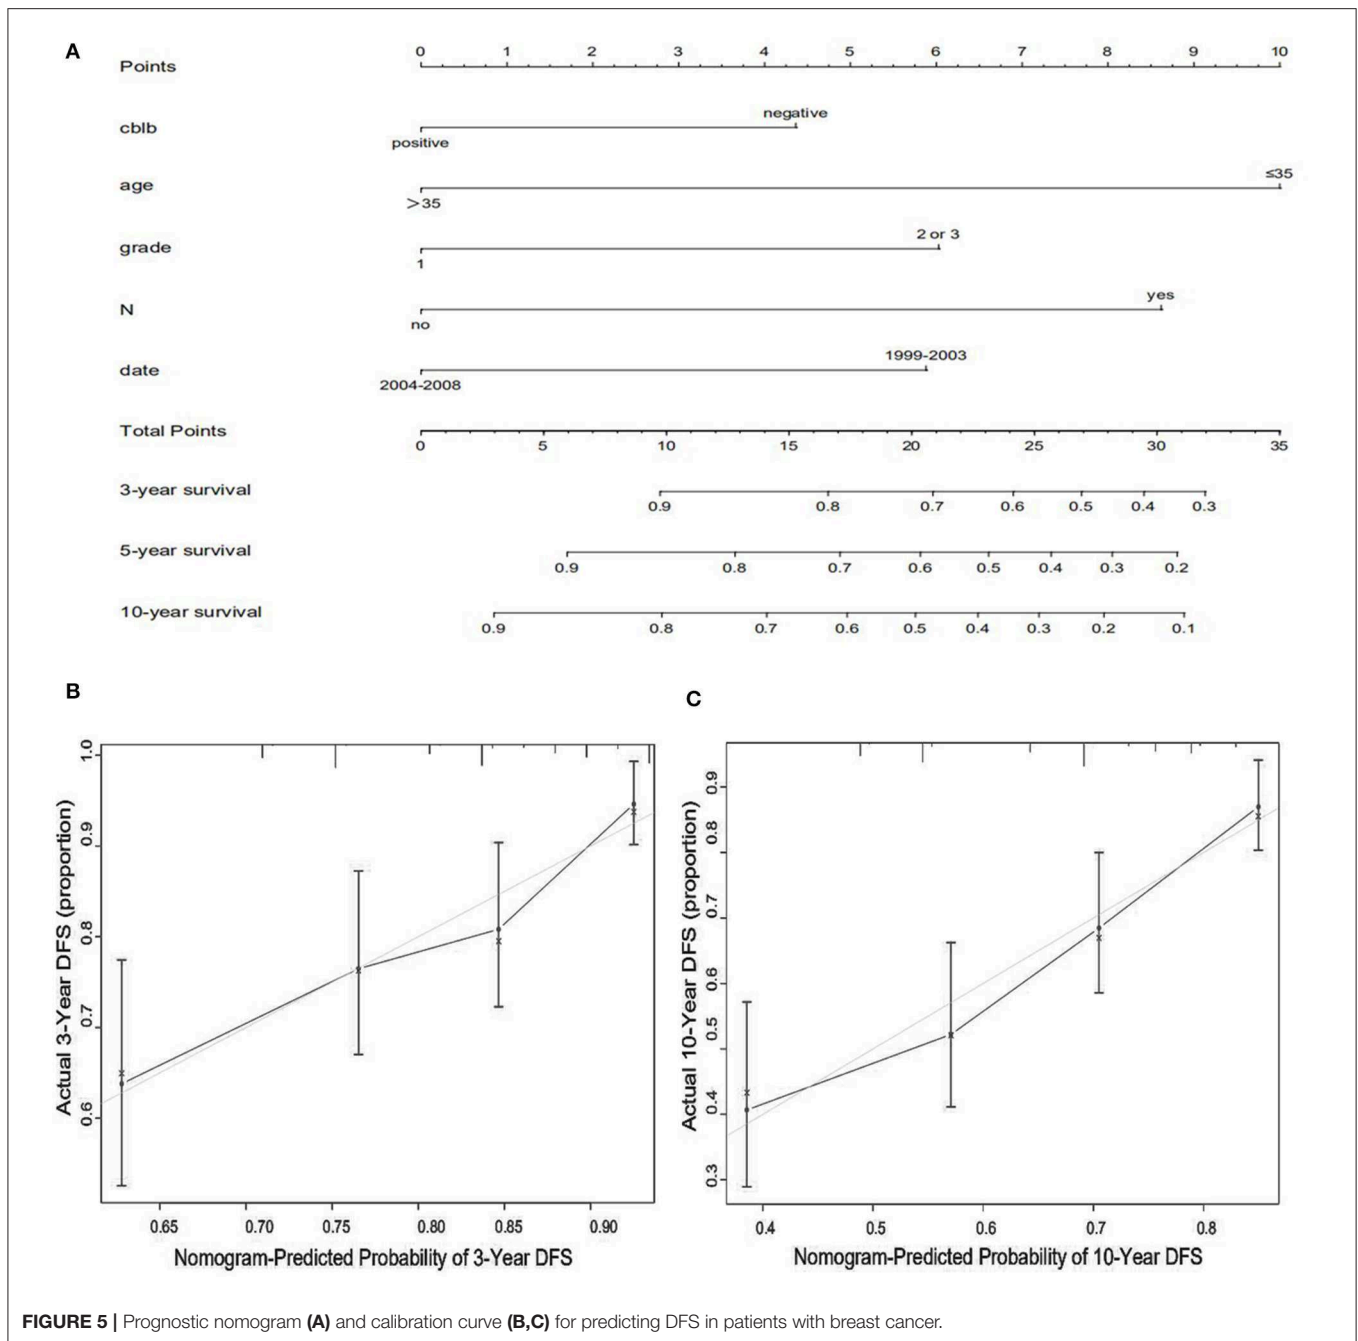 A
0 1 2 3 4 5 6 7 8 9 10
Points
negative
cblb
positive
≤35
age
>35
2 or 3
grade
1
yes
N
no
1999-2003
date
2004-2008
Total Points
0 5 10 15 20 25 30 35
3-year survival
0.9 0.8 0.7 0.6 0.5 0.4 0.3
5-year survival
0.9 0.8 0.7 0.6 0.5 0.4 0.3 0.2
10-year survival
0.9 0.8 0.7 0.6 0.5 0.4 0.3 0.2 0.1
B
Actual 3-Year DFS (proportion)
1.0
0.9
0.8
0.7
0.6
0.65 0.70 0.75 0.80 0.85 0.90
Nomogram-Predicted Probability of 3-Year DFS
C
Actual 10-Year DFS (proportion)
0.9
0.8
0.7
0.6
0.5
0.4
0.3
0.4 0.5 0.6 0.7 0.8
Nomogram-Predicted Probability of 10-Year DFS
FIGURE 5 | Prognostic nomogram (A) and calibration curve (B,C) for predicting DFS in patients with breast cancer.